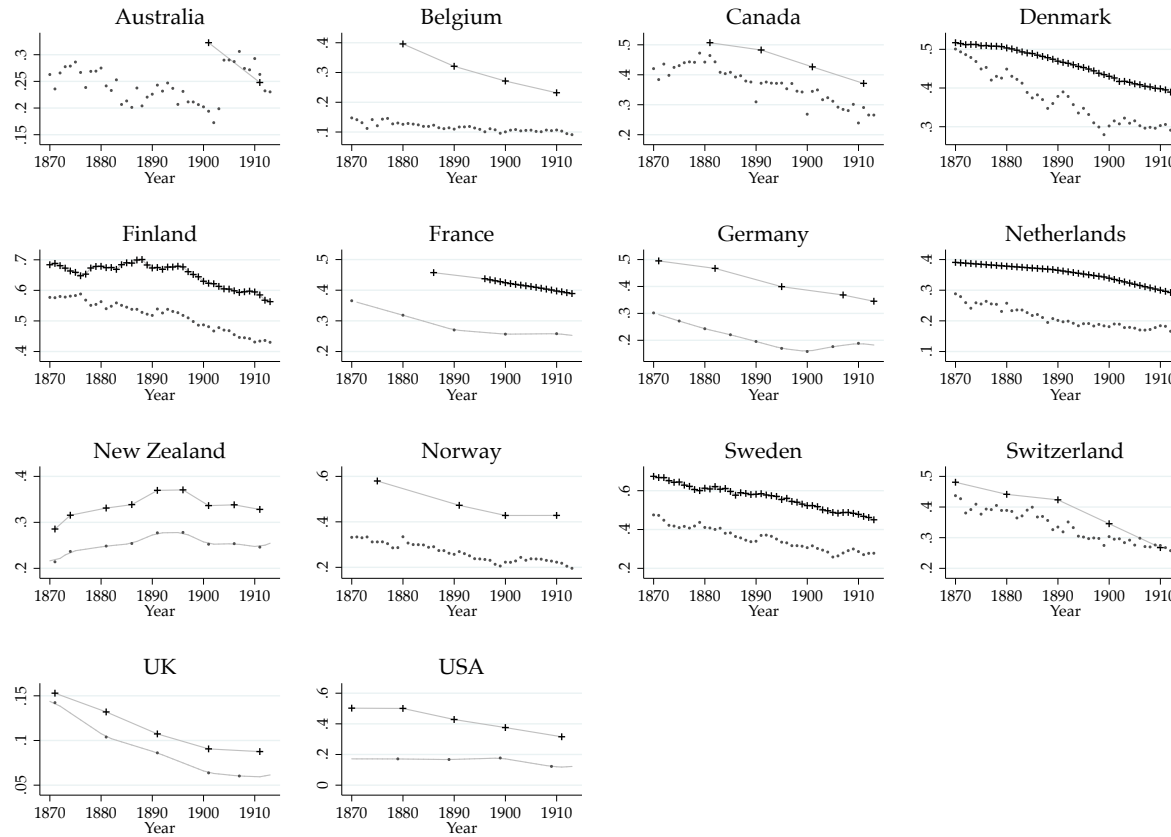 Australia
.15 .2 .25 .3
1870 1880 1890 1900 1910
Year
Belgium
.1 .2 .3 .4
1870 1880 1890 1900 1910
Year
Canada
.2 .3 .4 .5
1870 1880 1890 1900 1910
Year
Denmark
.3 .4 .5
1870 1880 1890 1900 1910
Year
Finland
.4 .5 .6 .7
1870 1880 1890 1900 1910
Year
France
.2 .3 .4 .5
1870 1880 1890 1900 1910
Year
Germany
.2 .3 .4 .5
1870 1880 1890 1900 1910
Year
Netherlands
.1 .2 .3 .4
1870 1880 1890 1900 1910
Year
New Zealand
.2 .3 .4
1870 1880 1890 1900 1910
Year
Norway
.2 .4 .6
1870 1880 1890 1900 1910
Year
Sweden
.2 .4 .6
1870 1880 1890 1900 1910
Year
Switzerland
.2 .3 .4 .5
1870 1880 1890 1900 1910
Year
UK
.05 .1 .15
1870 1880 1890 1900 1910
Year
USA
0 .2 .4 .6
1870 1880 1890 1900 1910
Year